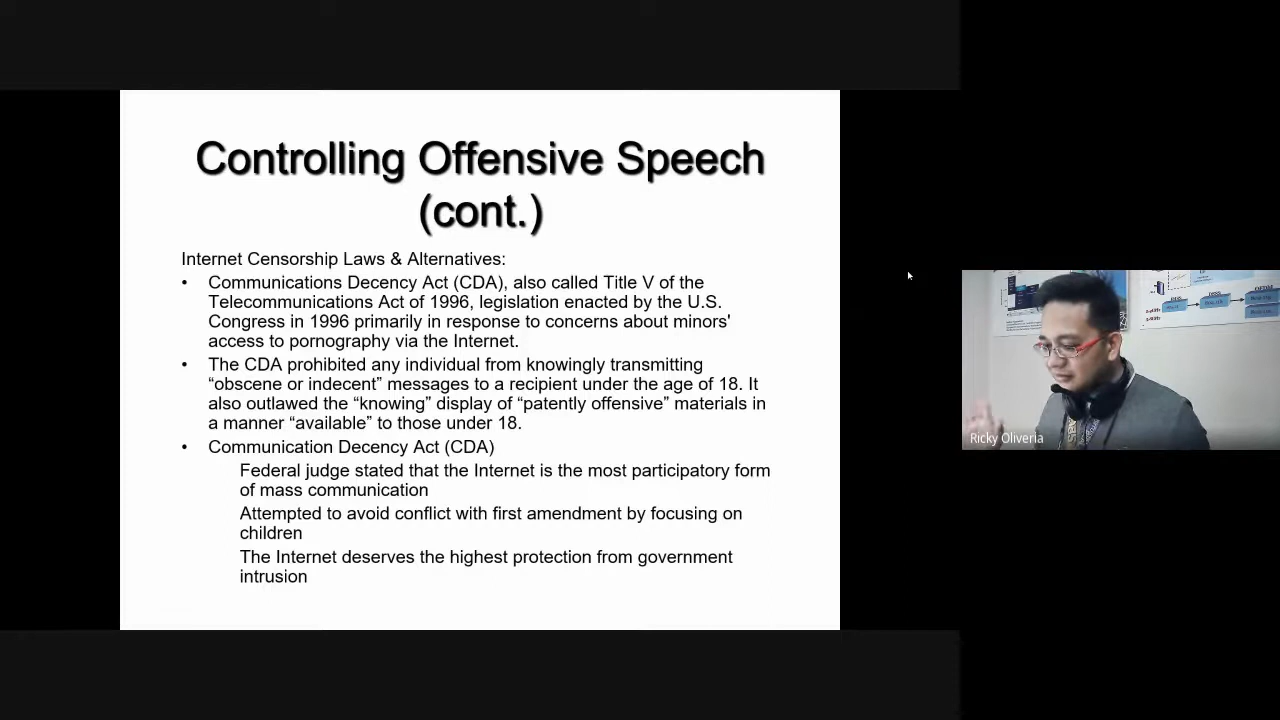 Controlling Offensive Speech
(cont.)
Internet Censorship Laws & Alternatives:
• Communications Decency Act (CDA), also called Title V of the
Telecommunications Act of 1996, legislation enacted by the U.S.
Congress in 1996 primarily in response to concerns about minors'
access to pornography via the Internet.
• The CDA prohibited any individual from knowingly transmitting
“obscene or indecent” messages to a recipient under the age of 18. It
also outlawed the “knowing” display of “patently offensive” materials in
a manner “available” to those under 18.
• Communication Decency Act (CDA)
Federal judge stated that the Internet is the most participatory form
of mass communication
Attempted to avoid conflict with first amendment by focusing on
children
The Internet deserves the highest protection from government
intrusion
Ricky Oliveria